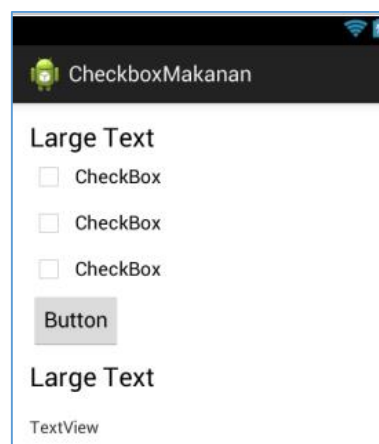 CheckboxMakanan
Large Text
CheckBox
CheckBox
CheckBox
Button
Large Text
TextView